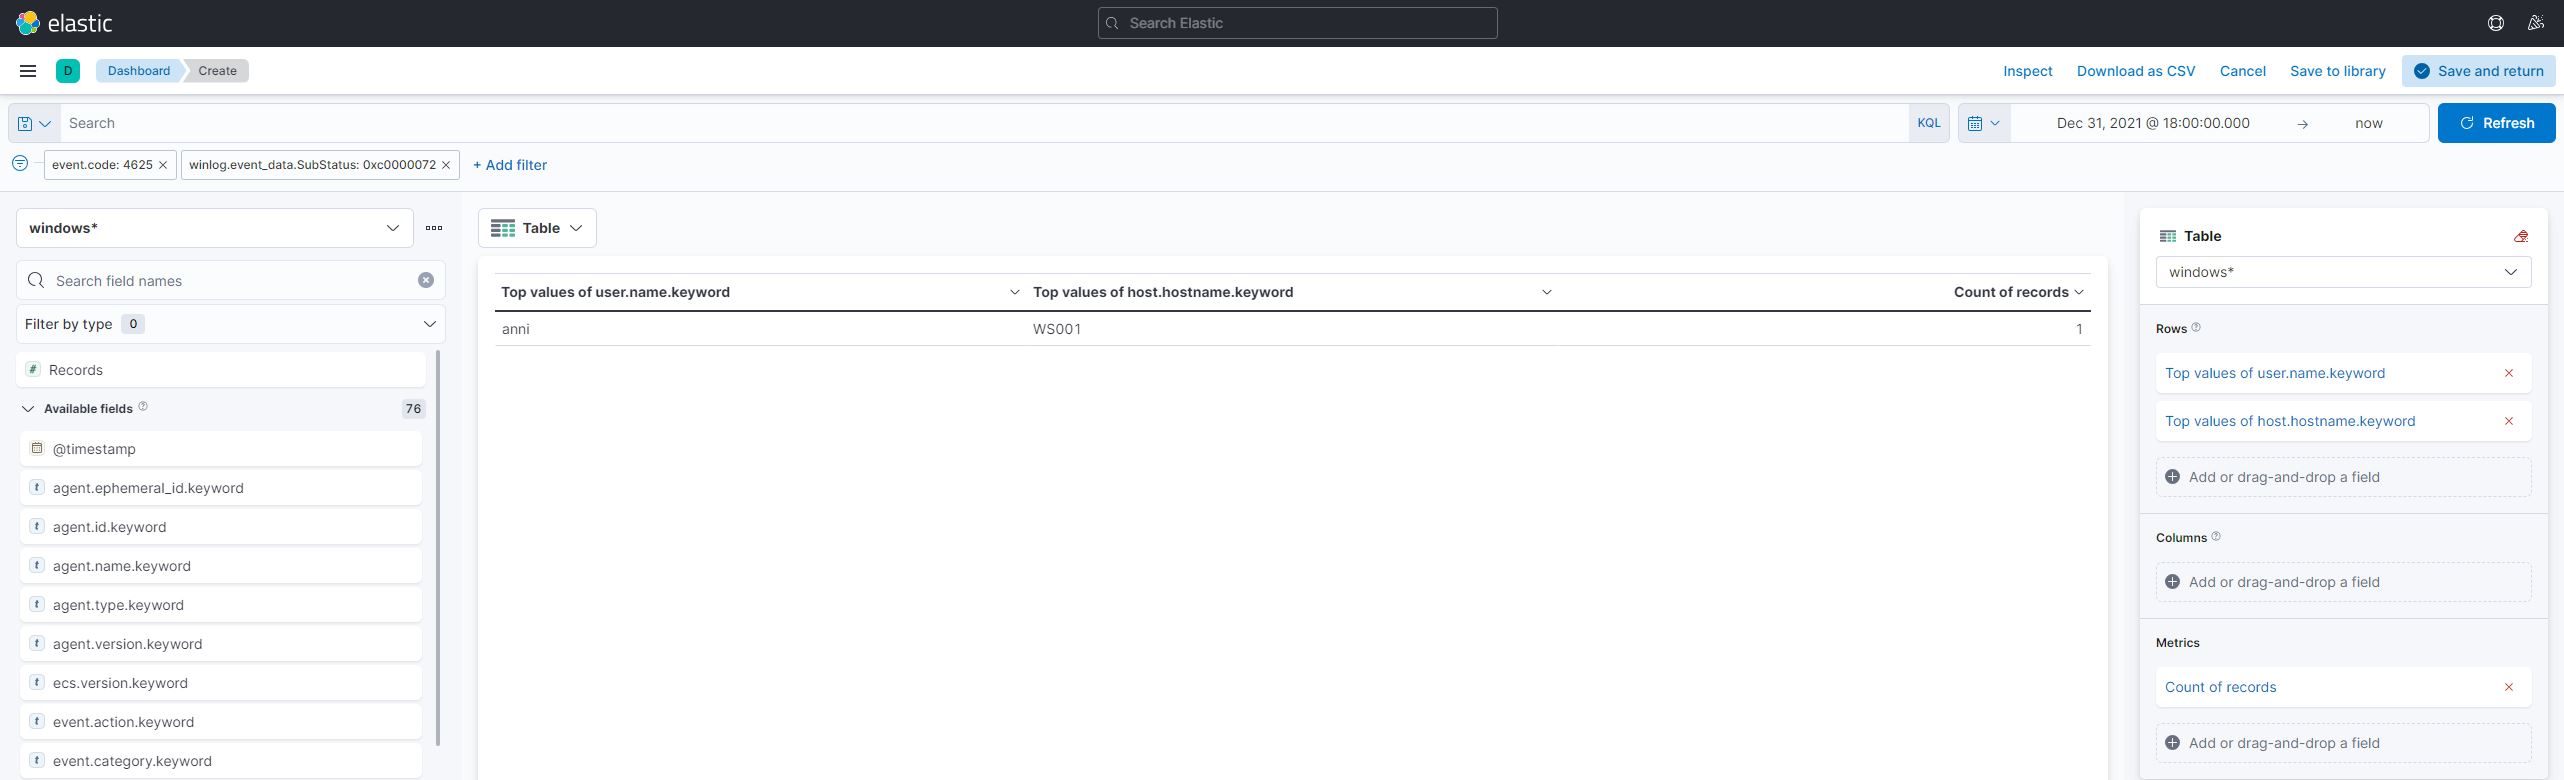 elastic
Search Elastic
D
Dashboard
Create
Inspect
Download as CSV
Cancel
Save to library
Save and return
Search
KQL
Dec 31, 2021 @ 18:00:00.000
→
now
Refresh
event.code: 4625 ×
winlog.event_data.SubStatus: 0xc0000072 ×
+ Add filter
windows*
Search field names
Filter by type 0
# Records
Available fields 76
@timestamp
t agent.ephemeral_id.keyword
t agent.id.keyword
t agent.name.keyword
t agent.type.keyword
t agent.version.keyword
t ecs.version.keyword
t event.action.keyword
t event.category.keyword
Table
Top values of user.name.keyword
Top values of host.hostname.keyword
Count of records
anni
WS001
1
Table
windows*
Rows
Top values of user.name.keyword
Top values of host.hostname.keyword
Add or drag-and-drop a field
Columns
Add or drag-and-drop a field
Metrics
Count of records
Add or drag-and-drop a field